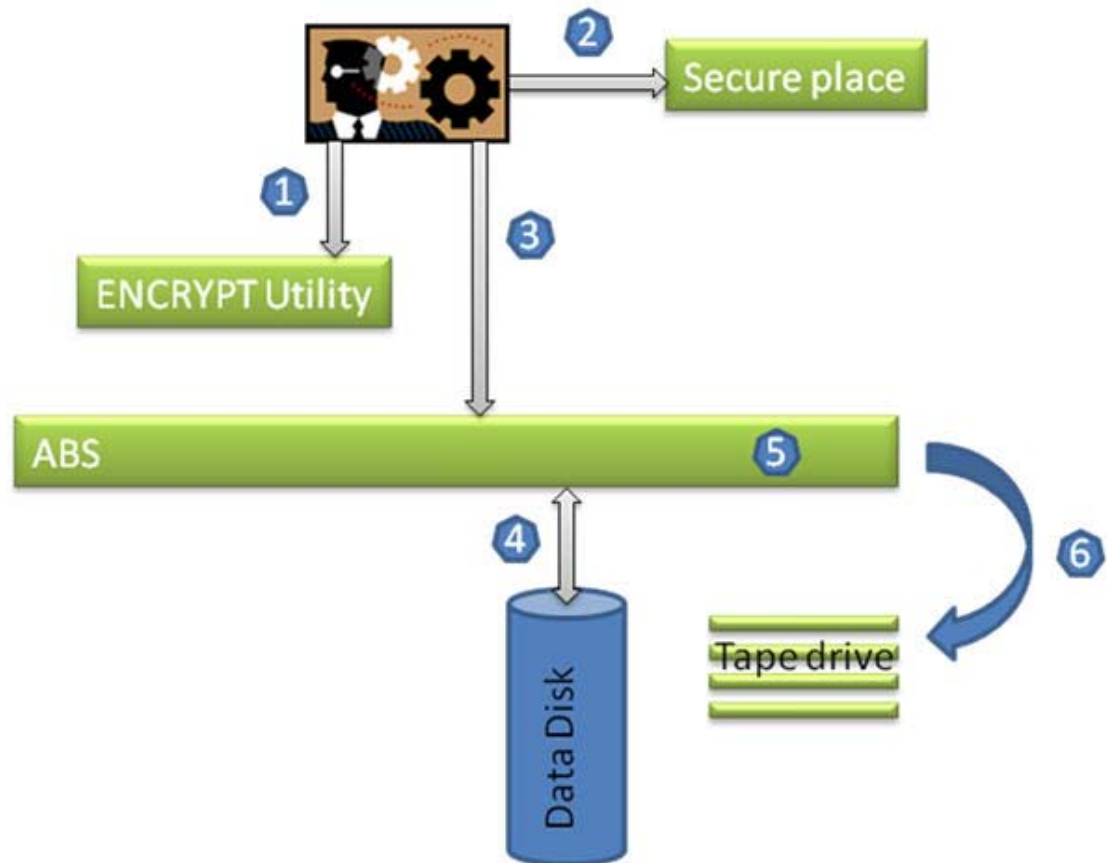 2
Secure place
1
3
ENCRYPT Utility
ABS
5
4
6
Tape drive
Data Disk